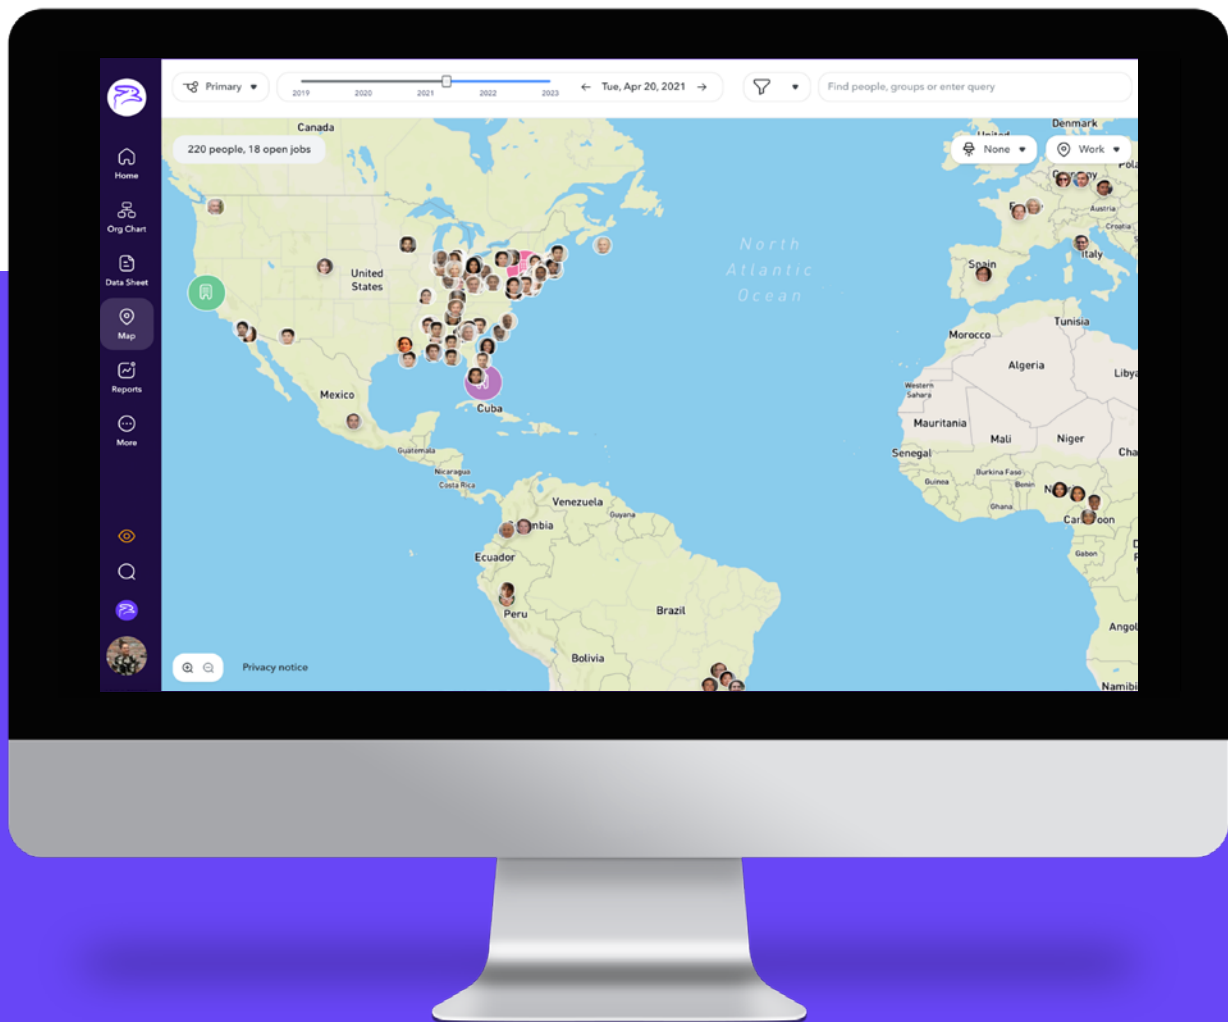 Primary
2019 2020 2021 2022 2023
Tue, Apr 20, 2021
Find people, groups or enter query
220 people, 18 open jobs
None
Work
Home
Org Chart
Data Sheet
Map
Reports
More
Privacy notice
Canada
United
States
Mexico
Cuba
Guatemala
Nicaragua
Costa Rica
Venezuela
Guyana
Ecuador
Peru
Brazil
Bolivia
North
Atlantic
Ocean
Denmark
Austria
Croatia
Italy
Spain
Tunisia
Morocco
Algeria
Western
Sahara
Mauritania
Mali
Niger
Senegal
Burkina Faso
Guinea
Benin
Ghana
Gabon